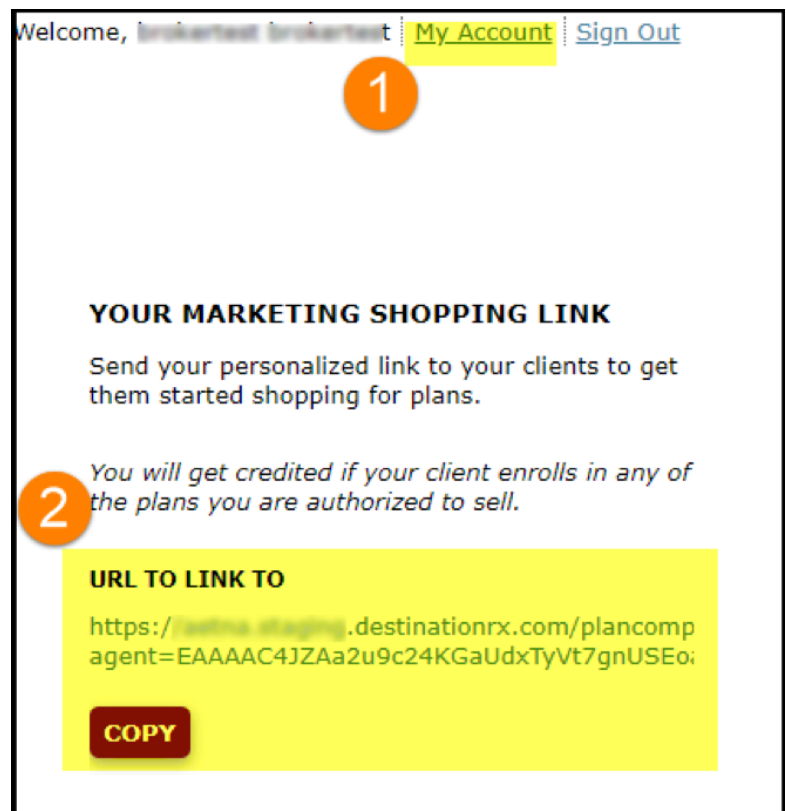 Welcome, t My Account Sign Out
1
YOUR MARKETING SHOPPING LINK
Send your personalized link to your clients to get
them started shopping for plans.
You will get credited if your client enrolls in any of
2
the plans you are authorized to sell.
URL TO LINK TO
https:/ .destinationrx.com/plancomp
agent=EAAAAC4JZAa2u9c24KGaUdxTyVt7gnUSEoa
COPY